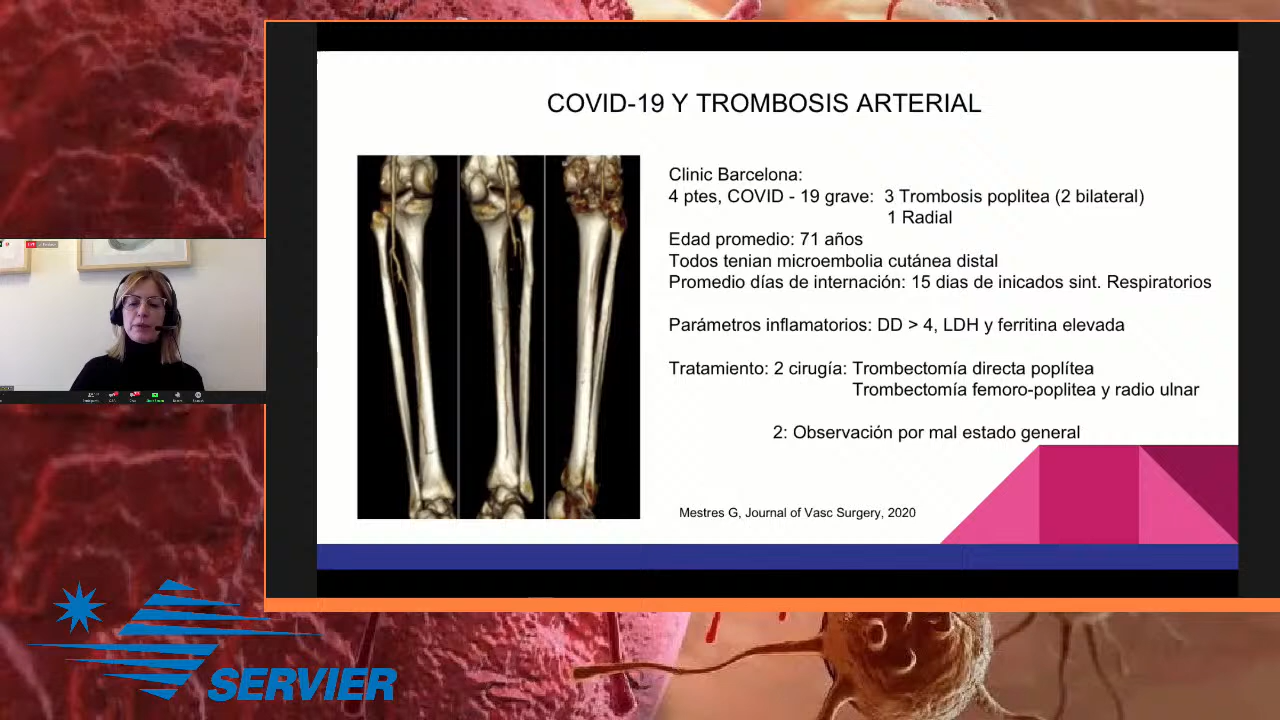 COVID-19 Y TROMBOSIS ARTERIAL
Clinic Barcelona:
4 ptes, COVID - 19 grave: 3 Trombosis poplitea (2 bilateral)
1 Radial
Edad promedio: 71 años
Todos tenian microembolia cutánea distal
Promedio días de internación: 15 dias de inicados sint. Respiratorios
Parámetros inflamatorios: DD > 4, LDH y ferritina elevada
Tratamiento: 2 cirugía: Trombectomía directa poplítea
Trombectomía femoro-poplitea y radio ulnar
2: Observación por mal estado general
Mestres G, Journal of Vasc Surgery, 2020
SERVIER